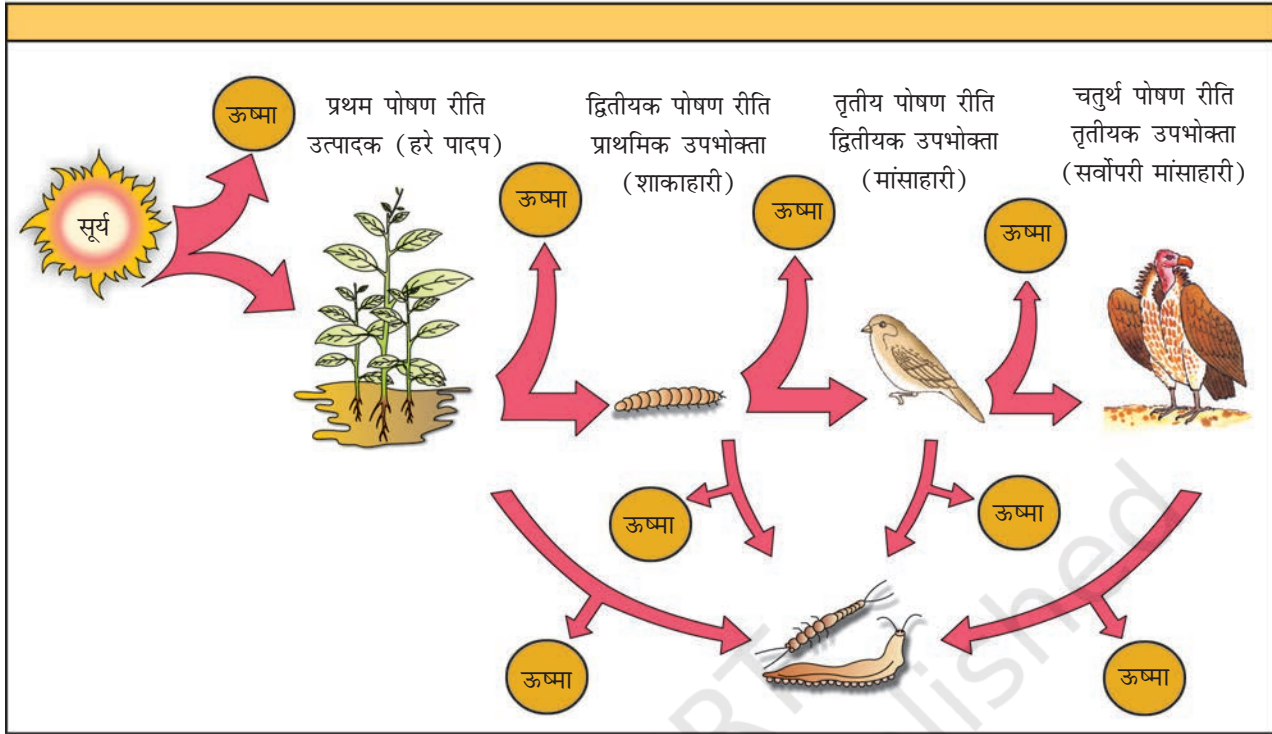 ऊष्मा
प्रथम पोषण रीति
उत्पादक (हरे पादप)
द्वितीयक पोषण रीति
प्राथमिक उपभोक्ता
(शाकाहारी)
तृतीय पोषण रीति
द्वितीयक उपभोक्ता
(मांसाहारी)
चतुर्थ पोषण रीति
तृतीयक उपभोक्ता
(सर्वोपरी मांसाहारी)
सूर्य
ऊष्मा
ऊष्मा
ऊष्मा
ऊष्मा
ऊष्मा
ऊष्मा
ऊष्मा